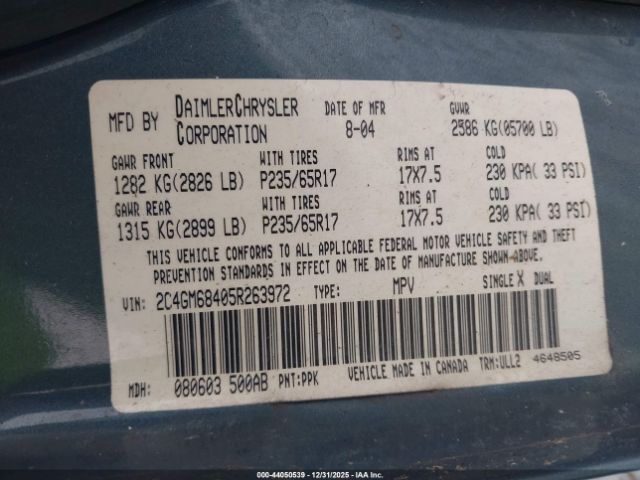 MFD BY DAIMLERCHRYSLER CORPORATION DATE OF MFR 8-04 GVWR 2586 KG(05700 LB)
GAWR FRONT WITH TIRES RIMS AT COLD
1282 KG(2826 LB) P235/65R17 17X7.5 230 KPA( 33 PSI)
GAWR REAR WITH TIRES RIMS AT COLD
1315 KG(2899 LB) P235/65R17 17X7.5 230 KPA( 33 PSI)
THIS VEHICLE CONFORMS TO ALL APPLICABLE FEDERAL MOTOR VEHICLE SAFETY AND THEFT
PREVENTION STANDARDS IN EFFECT ON THE DATE OF MANUFACTURE SHOWN ABOVE.
VIN: 2C4GM68405R263972 TYPE: MPV SINGLE X DUAL
MDH: 080603 500AB PNT:PPK VEHICLE MADE IN CANADA TRM:ULL2 4648505
000-44050539 - 12/31/2025 - IAA Inc.